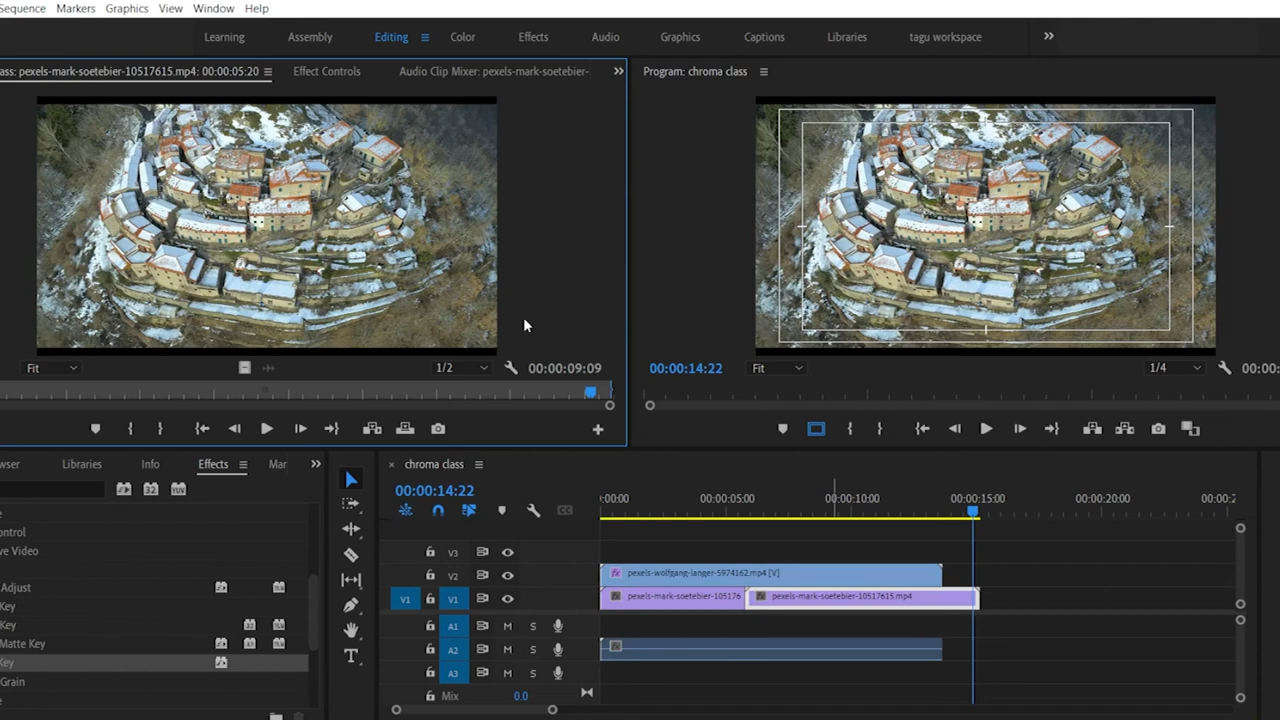 Sequence Markers Graphics View Window Help
Learning Assembly Editing Color Effects Audio Graphics Captions Libraries tagu workspace
ass: pexels-mark-soetebier-10517615.mp4: 00:00:05:20 Effect Controls Audio Clip Mixer: pexels-mark-soetebier-
Program: chroma class
Fit 1/2 00:00:09:09
00:00:14:22 Fit 1/4 00:00:
wser Libraries Info Effects Mar
32 YUV
e
ontrol
ve Video
Adjust
Key
Key
Matte Key
Key
Grain
chroma class
00:00:14:22
:00:00 00:00:05:00 00:00:10:00 00:00:15:00 00:00:20:00 00:00:2
V3
V2 pexels-wolfgang-langer-5974162.mp4 [V]
V1 V1 pexels-mark-soetebier-105176 pexels-mark-soetebier-10517615.mp4
A1 M S
A2 M S
A3 M S
Mix 0.0